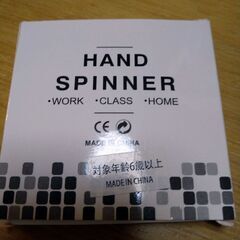 HAND
SPINNER
•WORK •CLASS •HOME
CE
MADE IN CHINA
対象年齢6歳以上
MADE IN CHINA